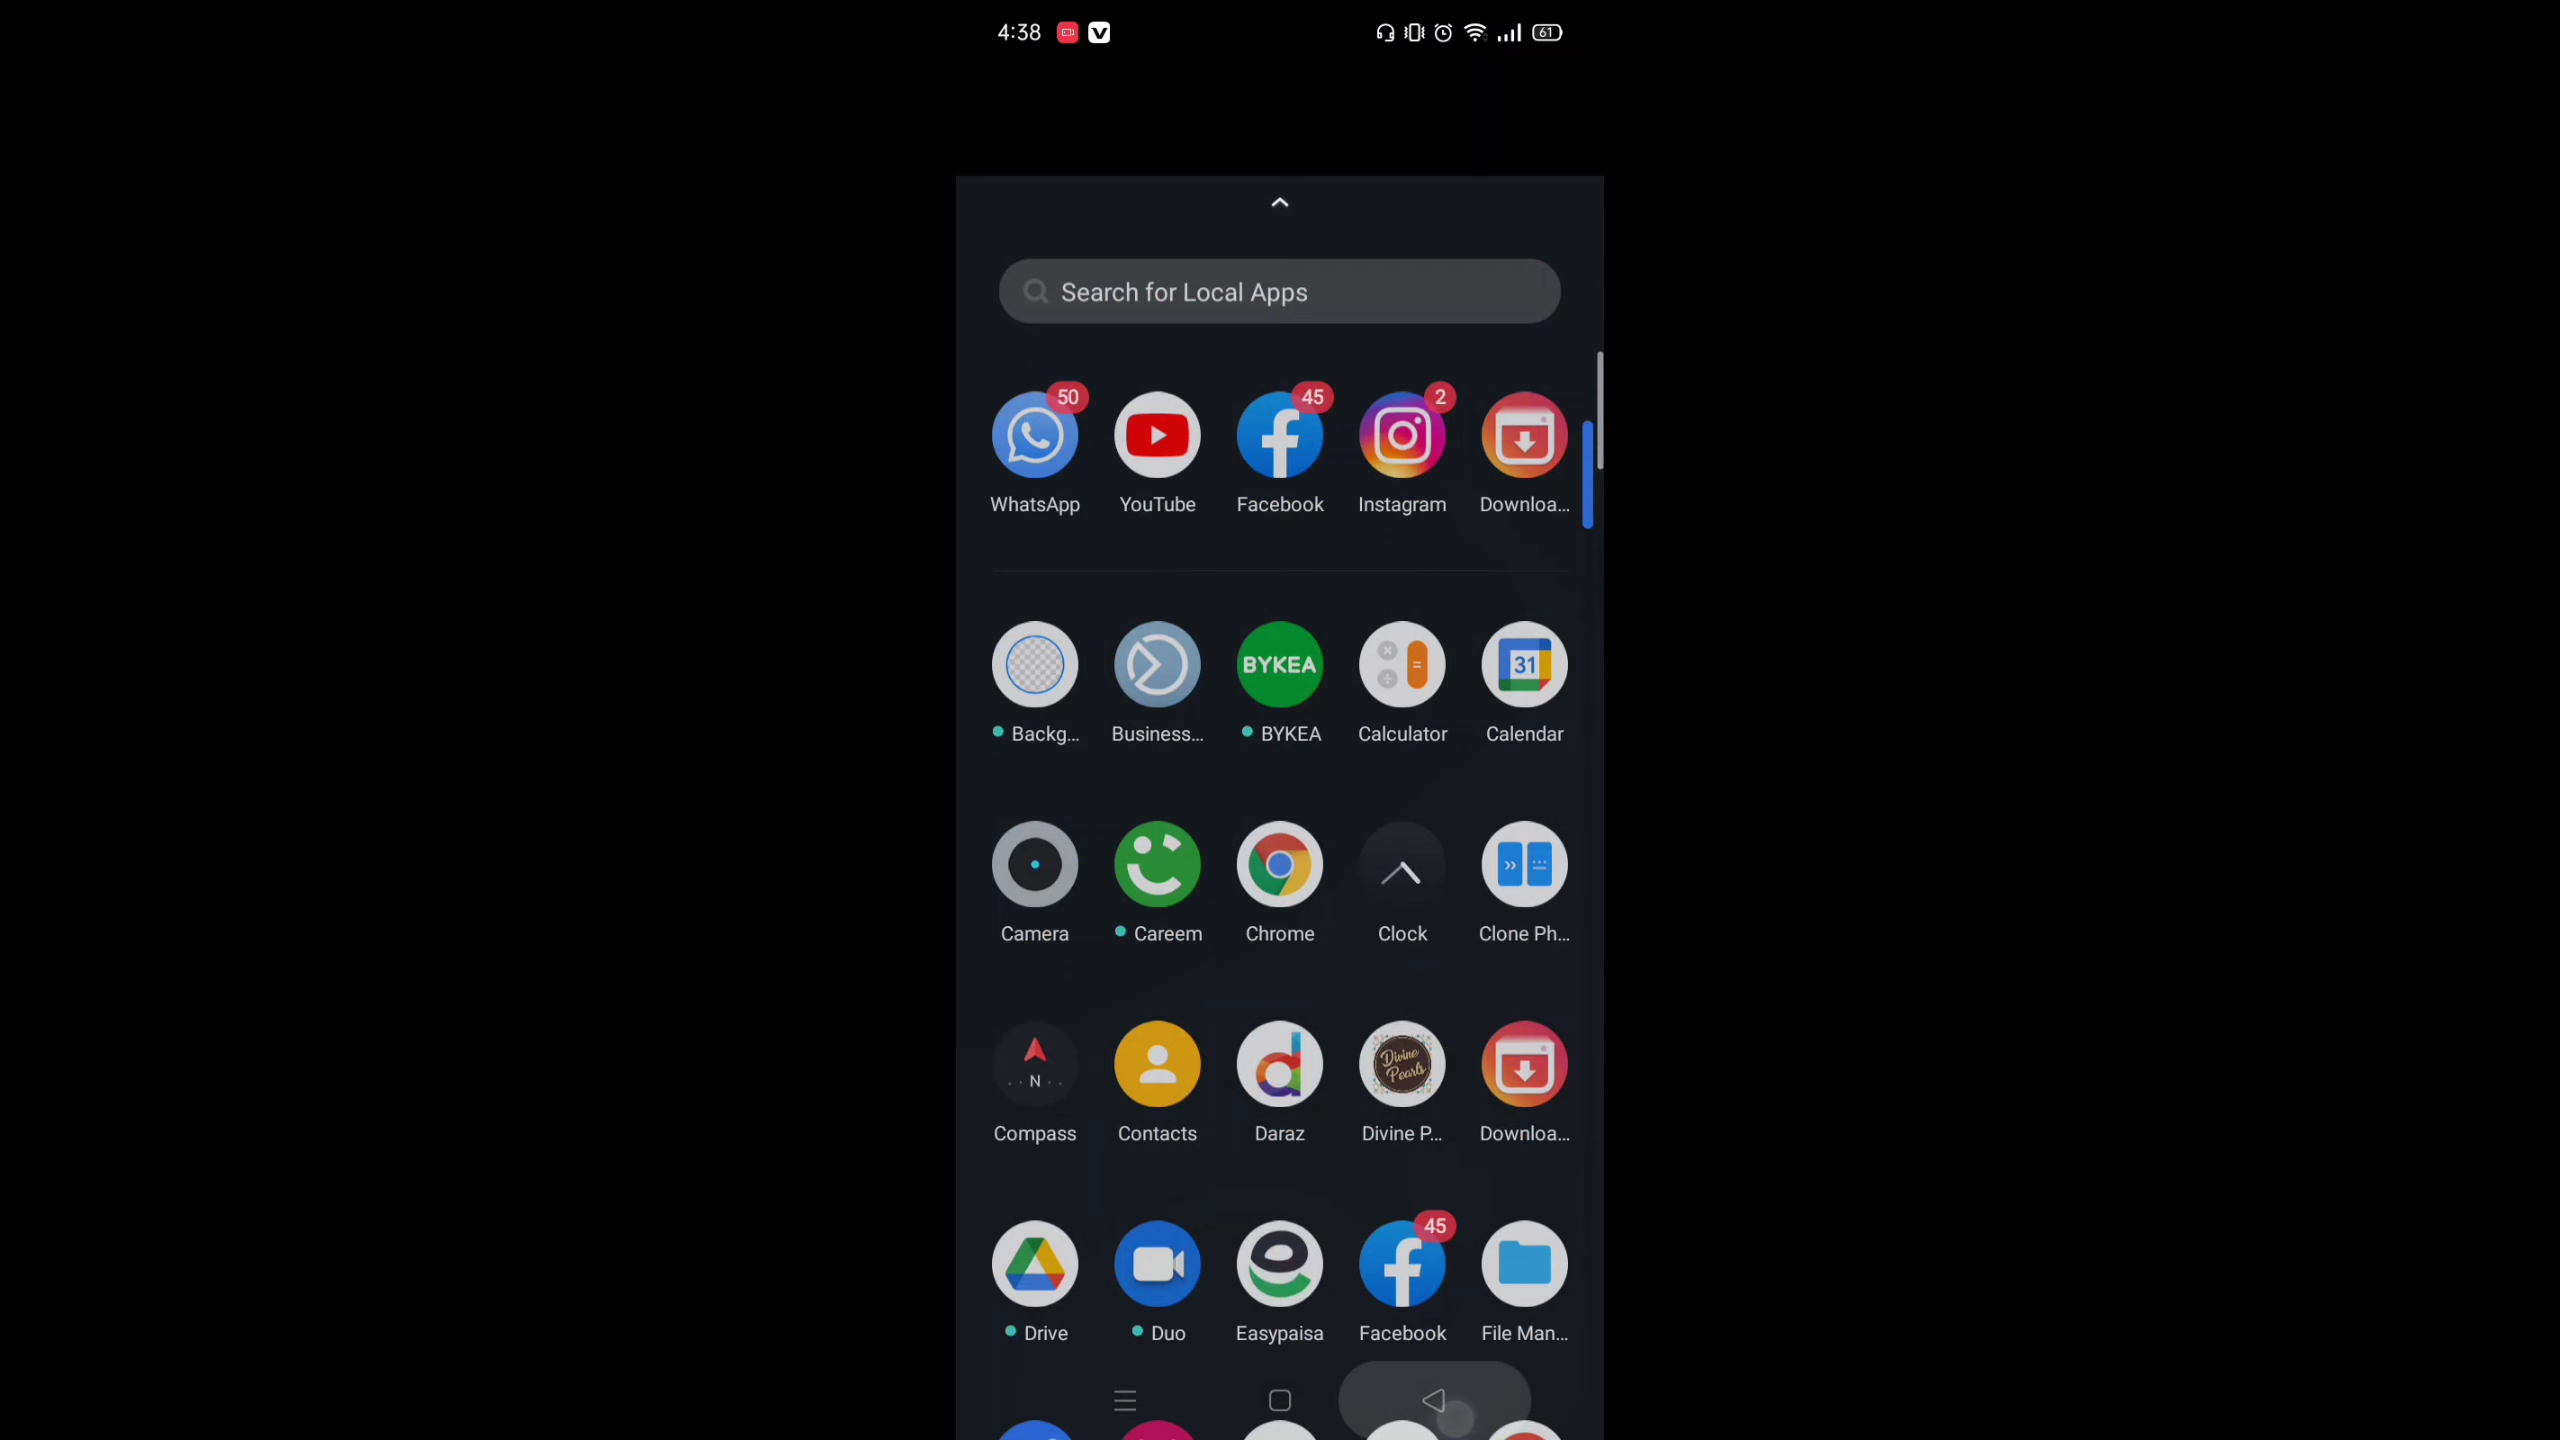 4:38 61
Search for Local Apps
50 45 2
WhatsApp YouTube Facebook Instagram Downloa...
BYKEA 31
Backg... Business... BYKEA Calculator Calendar
Camera Careem Chrome Clock Clone Ph...
N Divine Pearls
Compass Contacts Daraz Divine P... Downloa...
45
Drive Duo Easypaisa Facebook File Man...